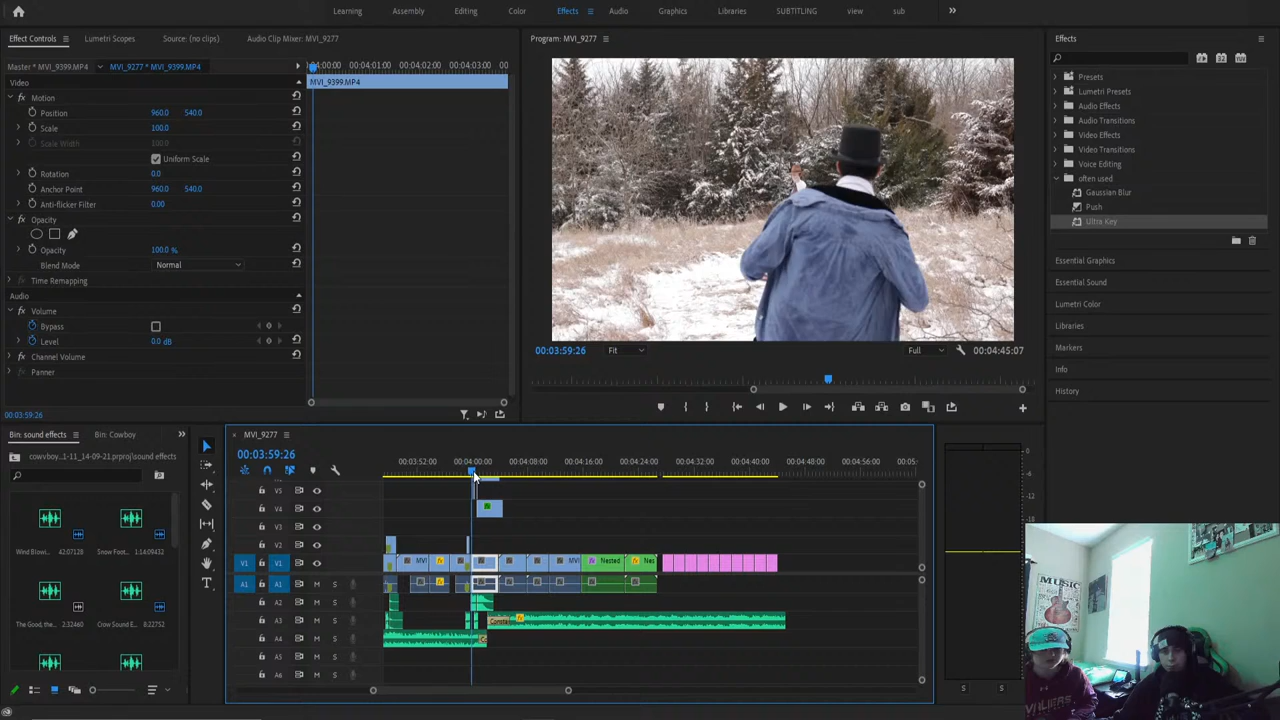 Learning Assembly Editing Color Effects Audio Graphics Libraries SUBTITLING view sub
Effect Controls Lumetri Scopes Source: (no clips) Audio Clip Mixer: MVI_9277
Program: MVI_9277
Effects
Master * MVI_9399.MP4 MVI_9277 * MVI_9399.MP4
:04:00:00 00:04:01:00 00:04:02:00 00:04:03:00 00
Video
MVI_9399.MP4
Motion
Position 960.0 540.0
Scale 100.0
Scale Width 100.0
Uniform Scale
Rotation 0.0
Anchor Point 960.0 540.0
Anti-flicker Filter 0.00
Opacity
Opacity 100.0 %
Blend Mode Normal
Time Remapping
Audio
Volume
Bypass
Level 0.0 dB
Channel Volume
Panner
00:03:59:26
00:03:59:26 Fit Full 00:04:45:07
Presets
Lumetri Presets
Audio Effects
Audio Transitions
Video Effects
Video Transitions
Voice Editing
often used
Gaussian Blur
Push
Ultra Key
Essential Graphics
Essential Sound
Lumetri Color
Libraries
Markers
Info
History
Bin: sound effects Bin: Cowboy
cowvboy...1-11_14-09-21.prproj\sound effects
Wind Blowi... 42.07128 Snow Foot... 1:14.09432
The Good, the... 2.32460 Crow Sound E... 8.22752
MVI_9277
00:03:59:26
00:03:52:00 00:04:00:00 00:04:08:00 00:04:16:00 00:04:24:00 00:04:32:00 00:04:40:00 00:04:48:00 00:04:56:00 00:05:
V5
V4
V3
V2
V1 V1 MVI MVI Nested Nes
A1 A1 M S
A2 M S
A3 M S Consta
A4 M S
A5 M S
A6 M S
0
S S
MUSIC